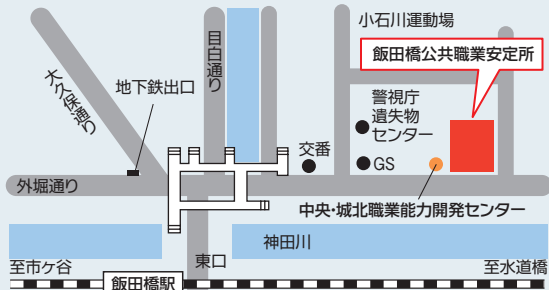 小石川運動場
飯田橋公共職業安定所
目白通り
大久保通り
地下鉄出口
警視庁
遺失物
センター
交番
GS
外堀通り
中央・城北職業能力開発センター
神田川
至市ケ谷
東口
至水道橋
飯田橋駅